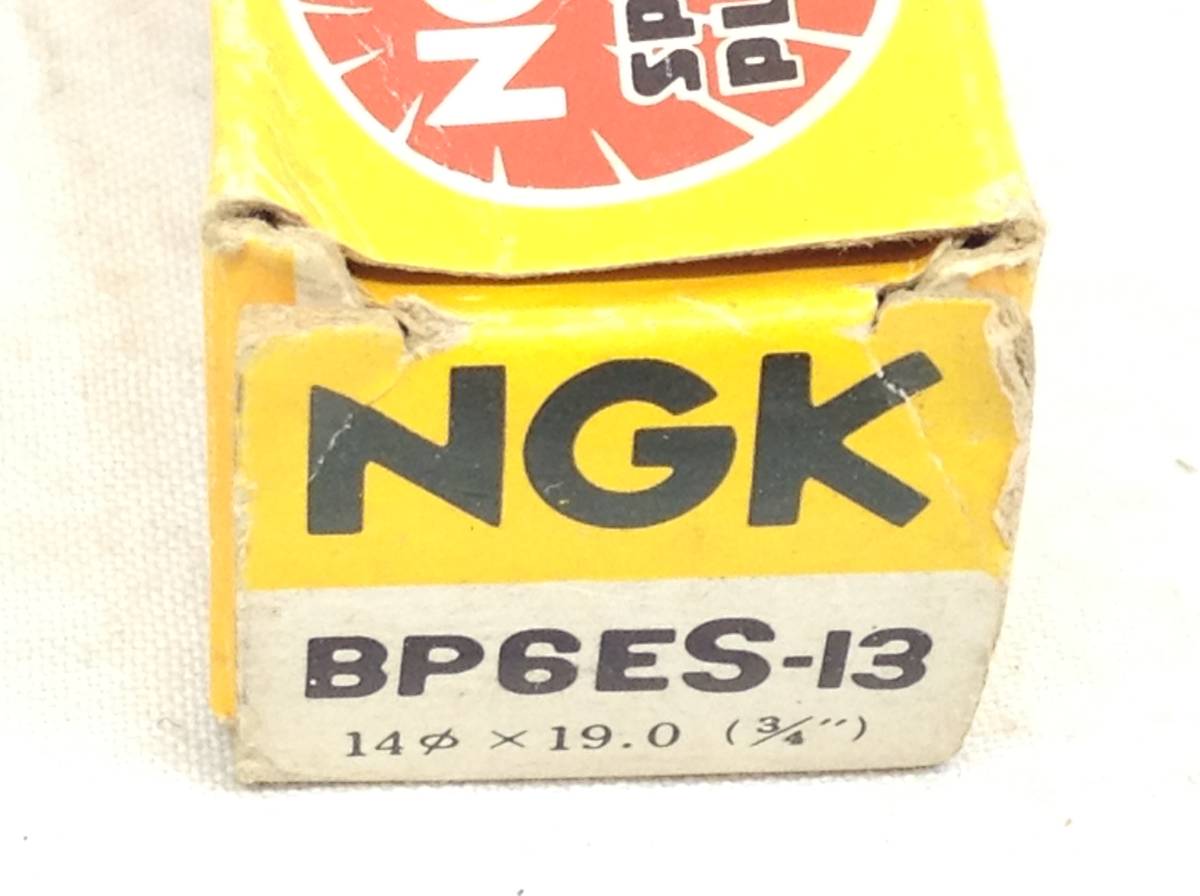 NGK
BP6ES-13
14φ × 19.0 (3/4″)